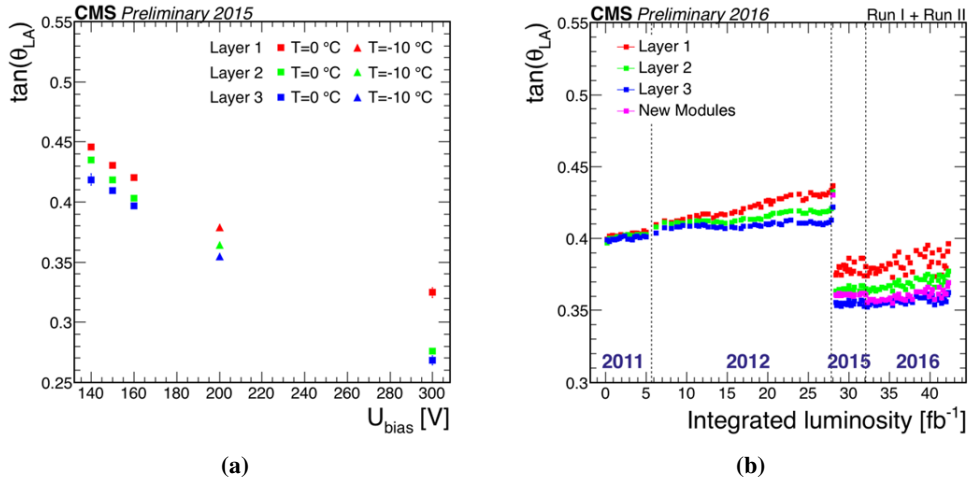 CMS Preliminary 2015
tan(θLA)
0.55
0.5
0.45
0.4
0.35
0.3
0.25
Layer 1 T=0 °C T=-10 °C
Layer 2 T=0 °C T=-10 °C
Layer 3 T=0 °C T=-10 °C
140 160 180 200 220 240 260 280 300
Ubias [V]
(a)
CMS Preliminary 2016 Run I + Run II
tan(θLA)
0.55
0.5
0.45
0.4
0.35
0.3
Layer 1
Layer 2
Layer 3
New Modules
2011 2012 2015 2016
0 5 10 15 20 25 30 35 40
Integrated luminosity [fb⁻¹]
(b)